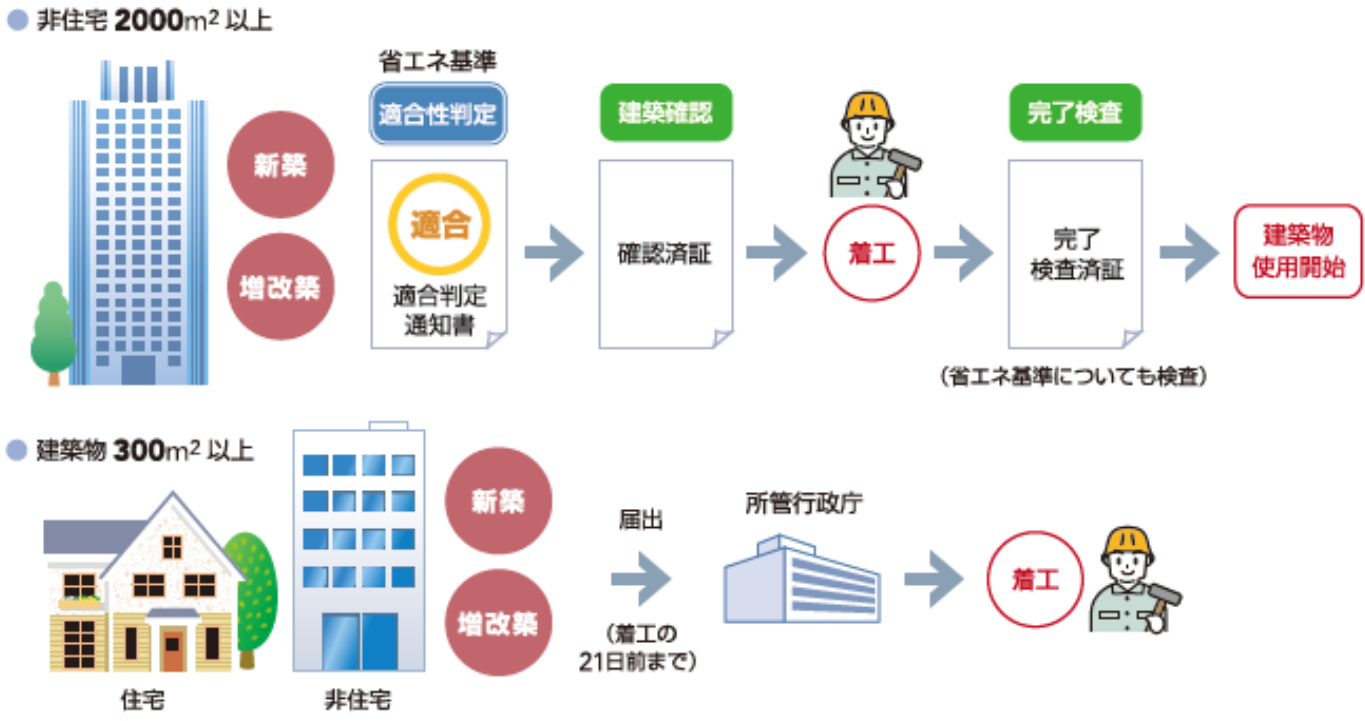 ● 非住宅 2000m² 以上
省エネ基準
適合性判定
建築確認
完了検査
新築
増改築
適合
適合判定
通知書
確認済証
着工
完了
検査済証
建築物
使用開始
(省エネ基準についても検査)
● 建築物 300m² 以上
新築
増改築
届出
(着工の
21日前まで)
所管行政庁
着工
住宅
非住宅